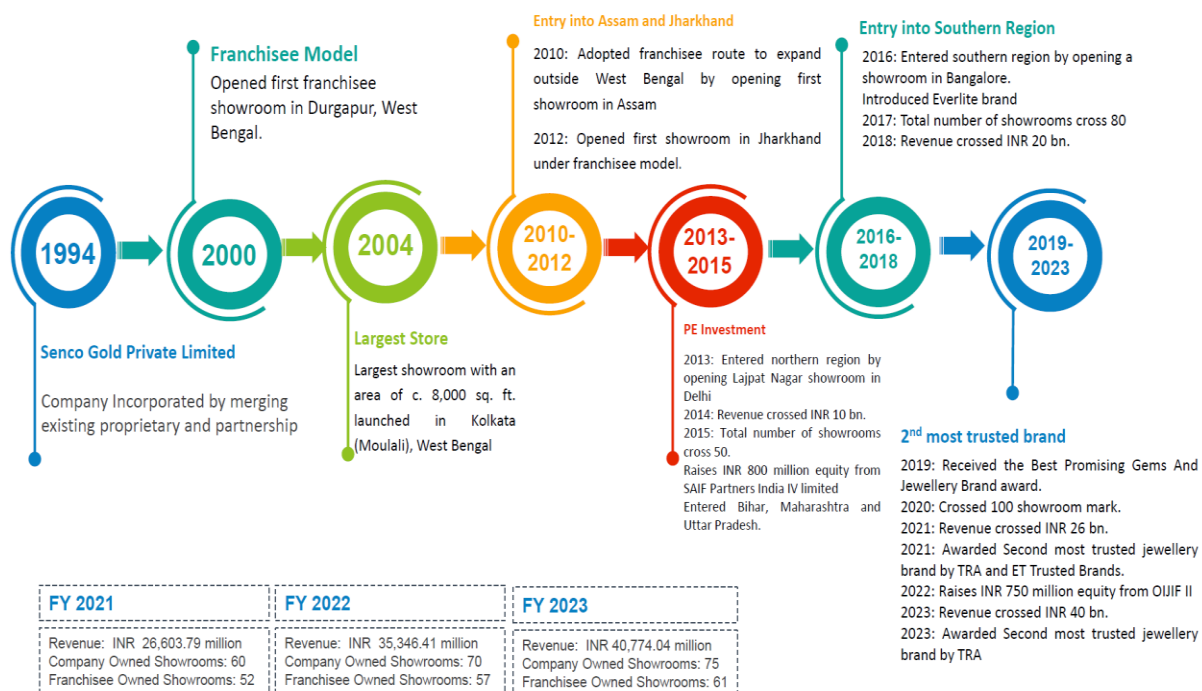 Franchisee Model
Opened first franchisee
showroom in Durgapur, West
Bengal.
Entry into Assam and Jharkhand
2010: Adopted franchisee route to expand
outside West Bengal by opening first
showroom in Assam
2012: Opened first showroom in Jharkhand
under franchisee model.
Entry into Southern Region
2016: Entered southern region by opening a
showroom in Bangalore.
Introduced Everlite brand
2017: Total number of showrooms cross 80
2018: Revenue crossed INR 20 bn.
1994
2000
2004
2010-
2012
2013-
2015
2016-
2018
2019-
2023
Senco Gold Private Limited
Company Incorporated by merging
existing proprietary and partnership
Largest Store
Largest showroom with an
area of c. 8,000 sq. ft.
launched in Kolkata
(Moulali), West Bengal
PE Investment
2013: Entered northern region by
opening Lajpat Nagar showroom in
Delhi
2014: Revenue crossed INR 10 bn.
2015: Total number of showrooms
cross 50.
Raises INR 800 million equity from
SAIF Partners India IV limited
Entered Bihar, Maharashtra and
Uttar Pradesh.
2nd most trusted brand
2019: Received the Best Promising Gems And
Jewellery Brand award.
2020: Crossed 100 showroom mark.
2021: Revenue crossed INR 26 bn.
2021: Awarded Second most trusted jewellery
brand by TRA and ET Trusted Brands.
2022: Raises INR 750 million equity from OIJIF II
2023: Revenue crossed INR 40 bn.
2023: Awarded Second most trusted jewellery
brand by TRA
FY 2021
Revenue: INR 26,603.79 million
Company Owned Showrooms: 60
Franchisee Owned Showrooms: 52
FY 2022
Revenue: INR 35,346.41 million
Company Owned Showrooms: 70
Franchisee Owned Showrooms: 57
FY 2023
Revenue: INR 40,774.04 million
Company Owned Showrooms: 75
Franchisee Owned Showrooms: 61